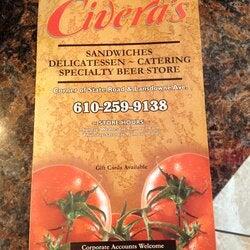 Civera's
SANDWICHES
DELICATESSEN ~ CATERING
SPECIALTY BEER STORE
Corner of State Road & Lansdowne Ave.
610-259-9138
~ STORE HOURS ~
Gift Cards Available
Corporate Accounts Welcome